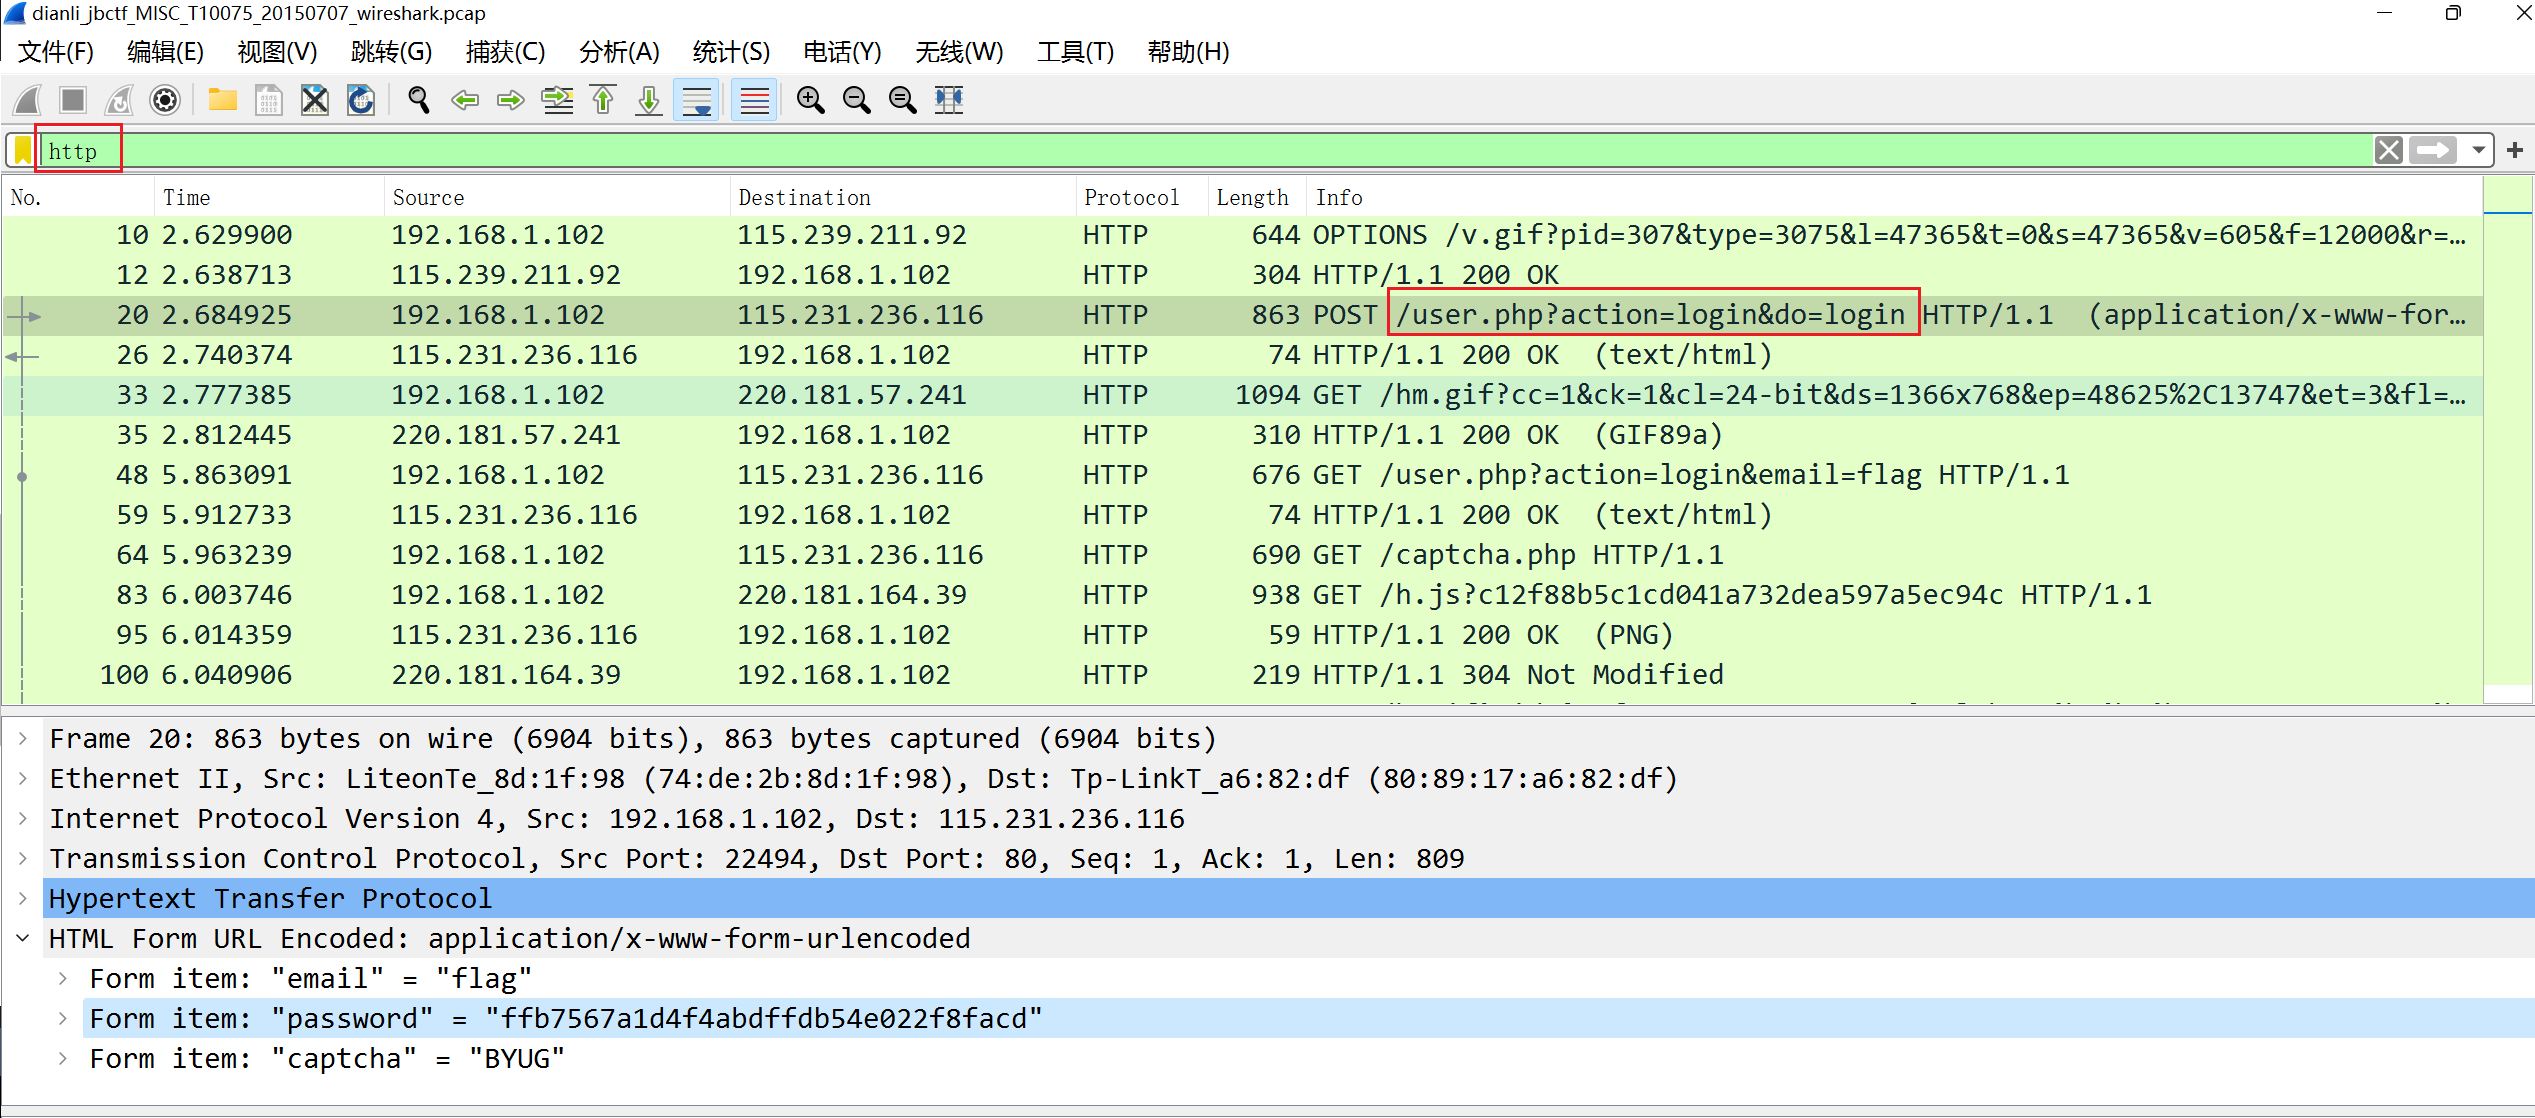 dianli_jbctf_MISC_T10075_20150707_wireshark.pcap
文件(F) 编辑(E) 视图(V) 跳转(G) 捕获(C) 分析(A) 统计(S) 电话(Y) 无线(W) 工具(T) 帮助(H)
http
No. Time Source Destination Protocol Length Info
10 2.629900 192.168.1.102 115.239.211.92 HTTP 644 OPTIONS /v.gif?pid=307&type=3075&l=47365&t=0&s=47365&v=605&f=12000&r=…
12 2.638713 115.239.211.92 192.168.1.102 HTTP 304 HTTP/1.1 200 OK
20 2.684925 192.168.1.102 115.231.236.116 HTTP 863 POST /user.php?action=login&do=login HTTP/1.1 (application/x-www-for…
26 2.740374 115.231.236.116 192.168.1.102 HTTP 74 HTTP/1.1 200 OK (text/html)
33 2.777385 192.168.1.102 220.181.57.241 HTTP 1094 GET /hm.gif?cc=1&ck=1&cl=24-bit&ds=1366x768&ep=48625%2C13747&et=3&fl=…
35 2.812445 220.181.57.241 192.168.1.102 HTTP 310 HTTP/1.1 200 OK (GIF89a)
48 5.863091 192.168.1.102 115.231.236.116 HTTP 676 GET /user.php?action=login&email=flag HTTP/1.1
59 5.912733 115.231.236.116 192.168.1.102 HTTP 74 HTTP/1.1 200 OK (text/html)
64 5.963239 192.168.1.102 115.231.236.116 HTTP 690 GET /captcha.php HTTP/1.1
83 6.003746 192.168.1.102 220.181.164.39 HTTP 938 GET /h.js?c12f88b5c1cd041a732dea597a5ec94c HTTP/1.1
95 6.014359 115.231.236.116 192.168.1.102 HTTP 59 HTTP/1.1 200 OK (PNG)
100 6.040906 220.181.164.39 192.168.1.102 HTTP 219 HTTP/1.1 304 Not Modified
Frame 20: 863 bytes on wire (6904 bits), 863 bytes captured (6904 bits)
Ethernet II, Src: LiteonTe_8d:1f:98 (74:de:2b:8d:1f:98), Dst: Tp-LinkT_a6:82:df (80:89:17:a6:82:df)
Internet Protocol Version 4, Src: 192.168.1.102, Dst: 115.231.236.116
Transmission Control Protocol, Src Port: 22494, Dst Port: 80, Seq: 1, Ack: 1, Len: 809
Hypertext Transfer Protocol
HTML Form URL Encoded: application/x-www-form-urlencoded
Form item: "email" = "flag"
Form item: "password" = "ffb7567a1d4f4abdffdb54e022f8facd"
Form item: "captcha" = "BYUG"